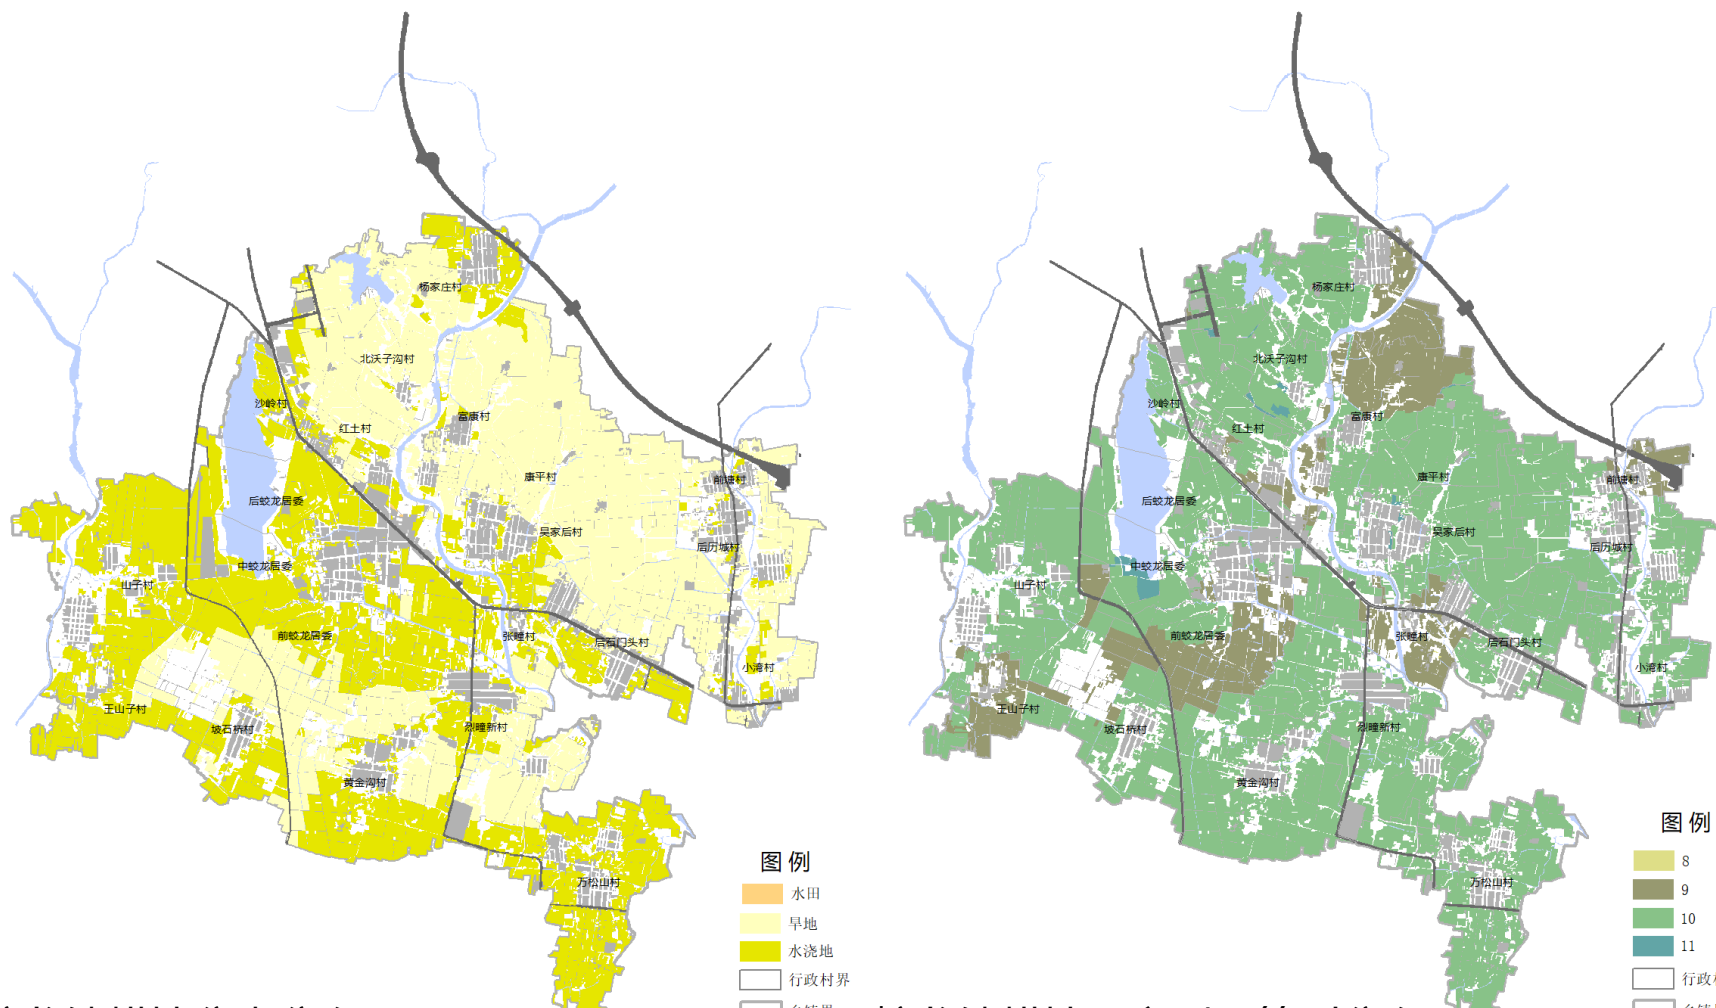 杨家庄村
北沃子沟村
沙岭村
富康村
红土村
唐平村
前塘村
后蛟龙居委
吴家后村
后历城村
中蛟龙居委
山子村
前蛟龙居委
张疃村
后石门头村
小湾村
王山子村
坡石桥村
烈疃新村
黄金沟村
万松山村
图例
水田
旱地
水浇地
行政村界
杨家庄村
北沃子沟村
沙岭村
富康村
红土村
唐平村
前塘村
后蛟龙居委
吴家后村
后历城村
中蛟龙居委
山子村
前蛟龙居委
张疃村
后石门头村
小湾村
王山子村
坡石桥村
烈疃新村
黄金沟村
万松山村
图例
8
9
10
11
行政村